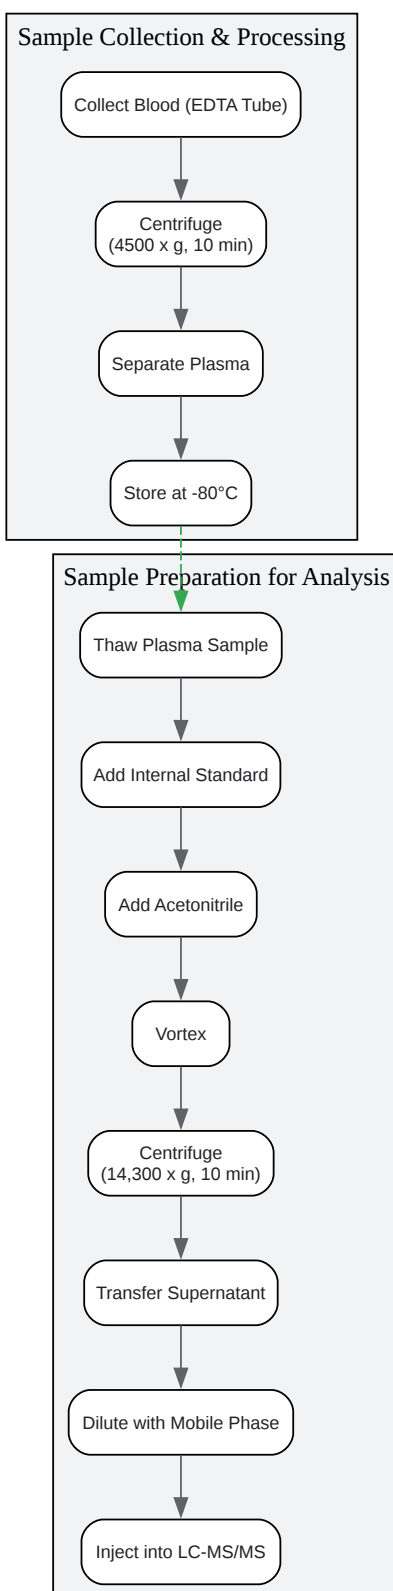 Sample Collection & Processing
Collect Blood (EDTA Tube)
Centrifuge
(4500 x g, 10 min)
Separate Plasma
Store at -80°C
Sample Preparation for Analysis
Thaw Plasma Sample
Add Internal Standard
Add Acetonitrile
Vortex
Centrifuge
(14,300 x g, 10 min)
Transfer Supernatant
Dilute with Mobile Phase
Inject into LC-MS/MS